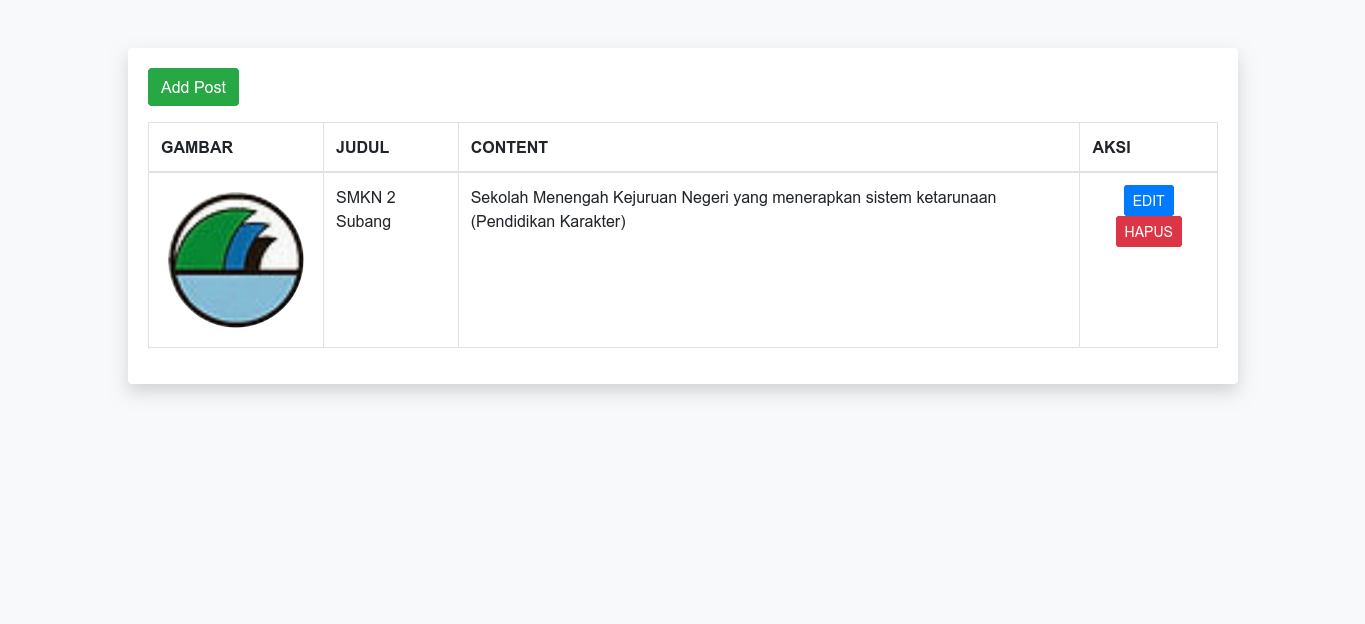 Add Post
GAMBAR JUDUL CONTENT AKSI
SMKN 2
Subang
Sekolah Menengah Kejuruan Negeri yang menerapkan sistem ketarunaan
(Pendidikan Karakter)
EDIT
HAPUS